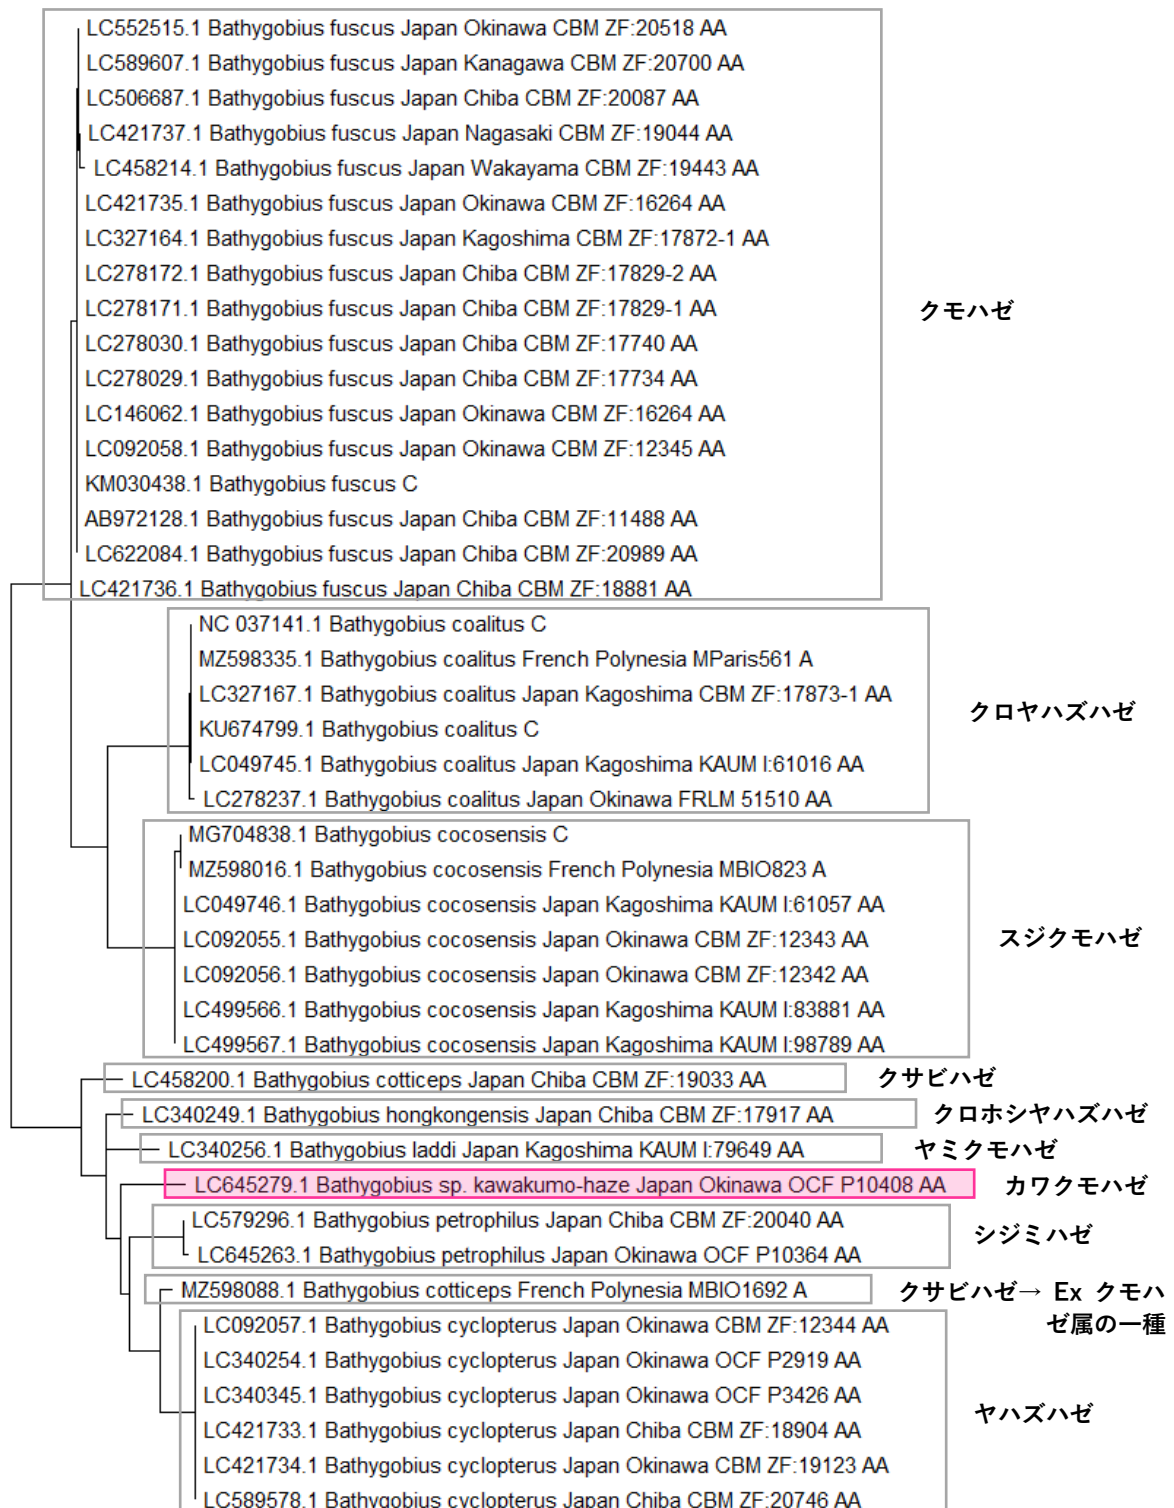 LC552515.1 Bathygobius fuscus Japan Okinawa CBM ZF:20518 AA
LC589607.1 Bathygobius fuscus Japan Kanagawa CBM ZF:20700 AA
LC506687.1 Bathygobius fuscus Japan Chiba CBM ZF:20087 AA
LC421737.1 Bathygobius fuscus Japan Nagasaki CBM ZF:19044 AA
LC458214.1 Bathygobius fuscus Japan Wakayama CBM ZF:19443 AA
LC421735.1 Bathygobius fuscus Japan Okinawa CBM ZF:16264 AA
LC327164.1 Bathygobius fuscus Japan Kagoshima CBM ZF:17872-1 AA
LC278172.1 Bathygobius fuscus Japan Chiba CBM ZF:17829-2 AA
LC278171.1 Bathygobius fuscus Japan Chiba CBM ZF:17829-1 AA
クモハゼ
LC278030.1 Bathygobius fuscus Japan Chiba CBM ZF:17740 AA
LC278029.1 Bathygobius fuscus Japan Chiba CBM ZF:17734 AA
LC146062.1 Bathygobius fuscus Japan Okinawa CBM ZF:16264 AA
LC092058.1 Bathygobius fuscus Japan Okinawa CBM ZF:12345 AA
KM030438.1 Bathygobius fuscus C
AB972128.1 Bathygobius fuscus Japan Chiba CBM ZF:11488 AA
LC622084.1 Bathygobius fuscus Japan Chiba CBM ZF:20989 AA
LC421736.1 Bathygobius fuscus Japan Chiba CBM ZF:18881 AA
NC 037141.1 Bathygobius coalitus C
MZ598335.1 Bathygobius coalitus French Polynesia MParis561 A
LC327167.1 Bathygobius coalitus Japan Kagoshima CBM ZF:17873-1 AA
クロヤハズハゼ
KU674799.1 Bathygobius coalitus C
LC049745.1 Bathygobius coalitus Japan Kagoshima KAUM I:61016 AA
LC278237.1 Bathygobius coalitus Japan Okinawa FRLM 51510 AA
MG704838.1 Bathygobius cocosensis C
MZ598016.1 Bathygobius cocosensis French Polynesia MBIO823 A
LC049746.1 Bathygobius cocosensis Japan Kagoshima KAUM I:61057 AA
LC092055.1 Bathygobius cocosensis Japan Okinawa CBM ZF:12343 AA
スジクモハゼ
LC092056.1 Bathygobius cocosensis Japan Okinawa CBM ZF:12342 AA
LC499566.1 Bathygobius cocosensis Japan Kagoshima KAUM I:83881 AA
LC499567.1 Bathygobius cocosensis Japan Kagoshima KAUM I:98789 AA
LC458200.1 Bathygobius cotticeps Japan Chiba CBM ZF:19033 AA
クサビハゼ
LC340249.1 Bathygobius hongkongensis Japan Chiba CBM ZF:17917 AA
クロホシヤハズハゼ
LC340256.1 Bathygobius laddi Japan Kagoshima KAUM I:79649 AA
ヤミクモハゼ
LC645279.1 Bathygobius sp. kawakumo-haze Japan Okinawa OCF P10408 AA
カワクモハゼ
LC579296.1 Bathygobius petrophilus Japan Chiba CBM ZF:20040 AA
シジミハゼ
LC645263.1 Bathygobius petrophilus Japan Okinawa OCF P10364 AA
MZ598088.1 Bathygobius cotticeps French Polynesia MBIO1692 A
クサビハゼ→ Ex クモハ
ゼ属の一種
LC092057.1 Bathygobius cyclopterus Japan Okinawa CBM ZF:12344 AA
LC340254.1 Bathygobius cyclopterus Japan Okinawa OCF P2919 AA
LC340345.1 Bathygobius cyclopterus Japan Okinawa OCF P3426 AA
ヤハズハゼ
LC421733.1 Bathygobius cyclopterus Japan Chiba CBM ZF:18904 AA
LC421734.1 Bathygobius cyclopterus Japan Okinawa CBM ZF:19123 AA
LC589578.1 Bathygobius cyclopterus Japan Chiba CBM ZF:20746 AA